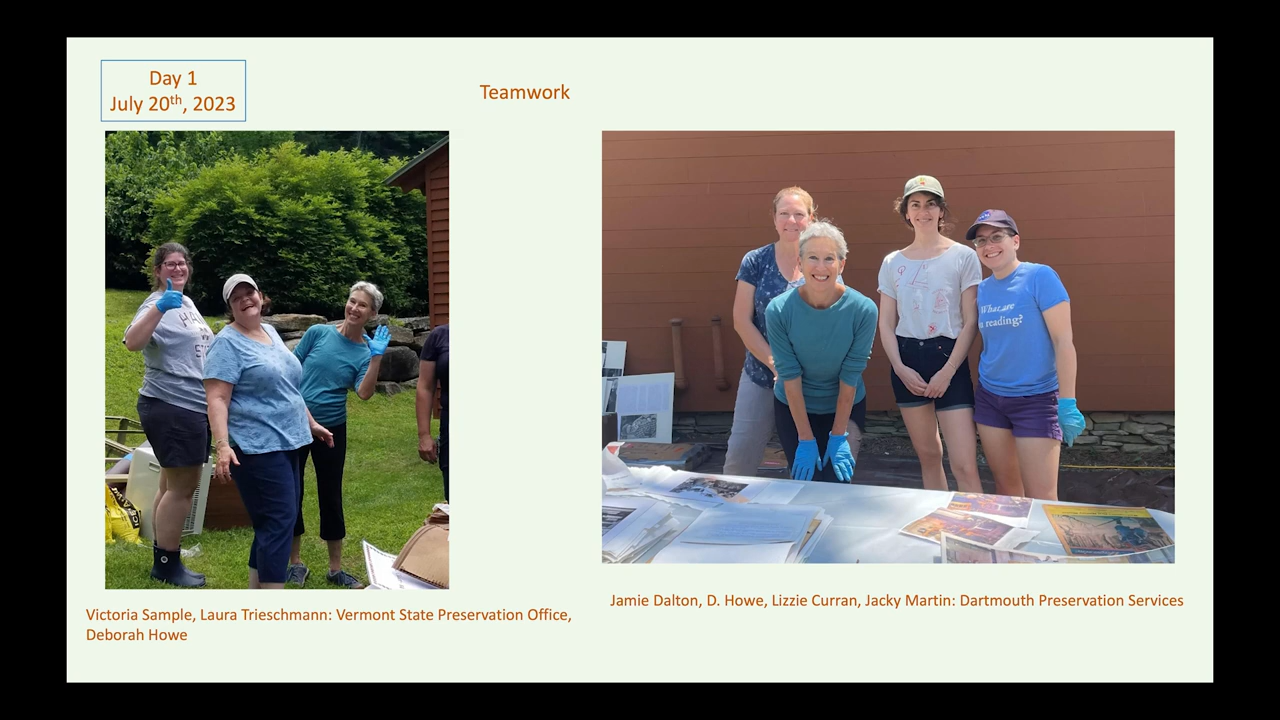 Day 1
July 20th, 2023
Teamwork
What are
u reading?
Victoria Sample, Laura Trieschmann: Vermont State Preservation Office,
Deborah Howe
Jamie Dalton, D. Howe, Lizzie Curran, Jacky Martin: Dartmouth Preservation Services